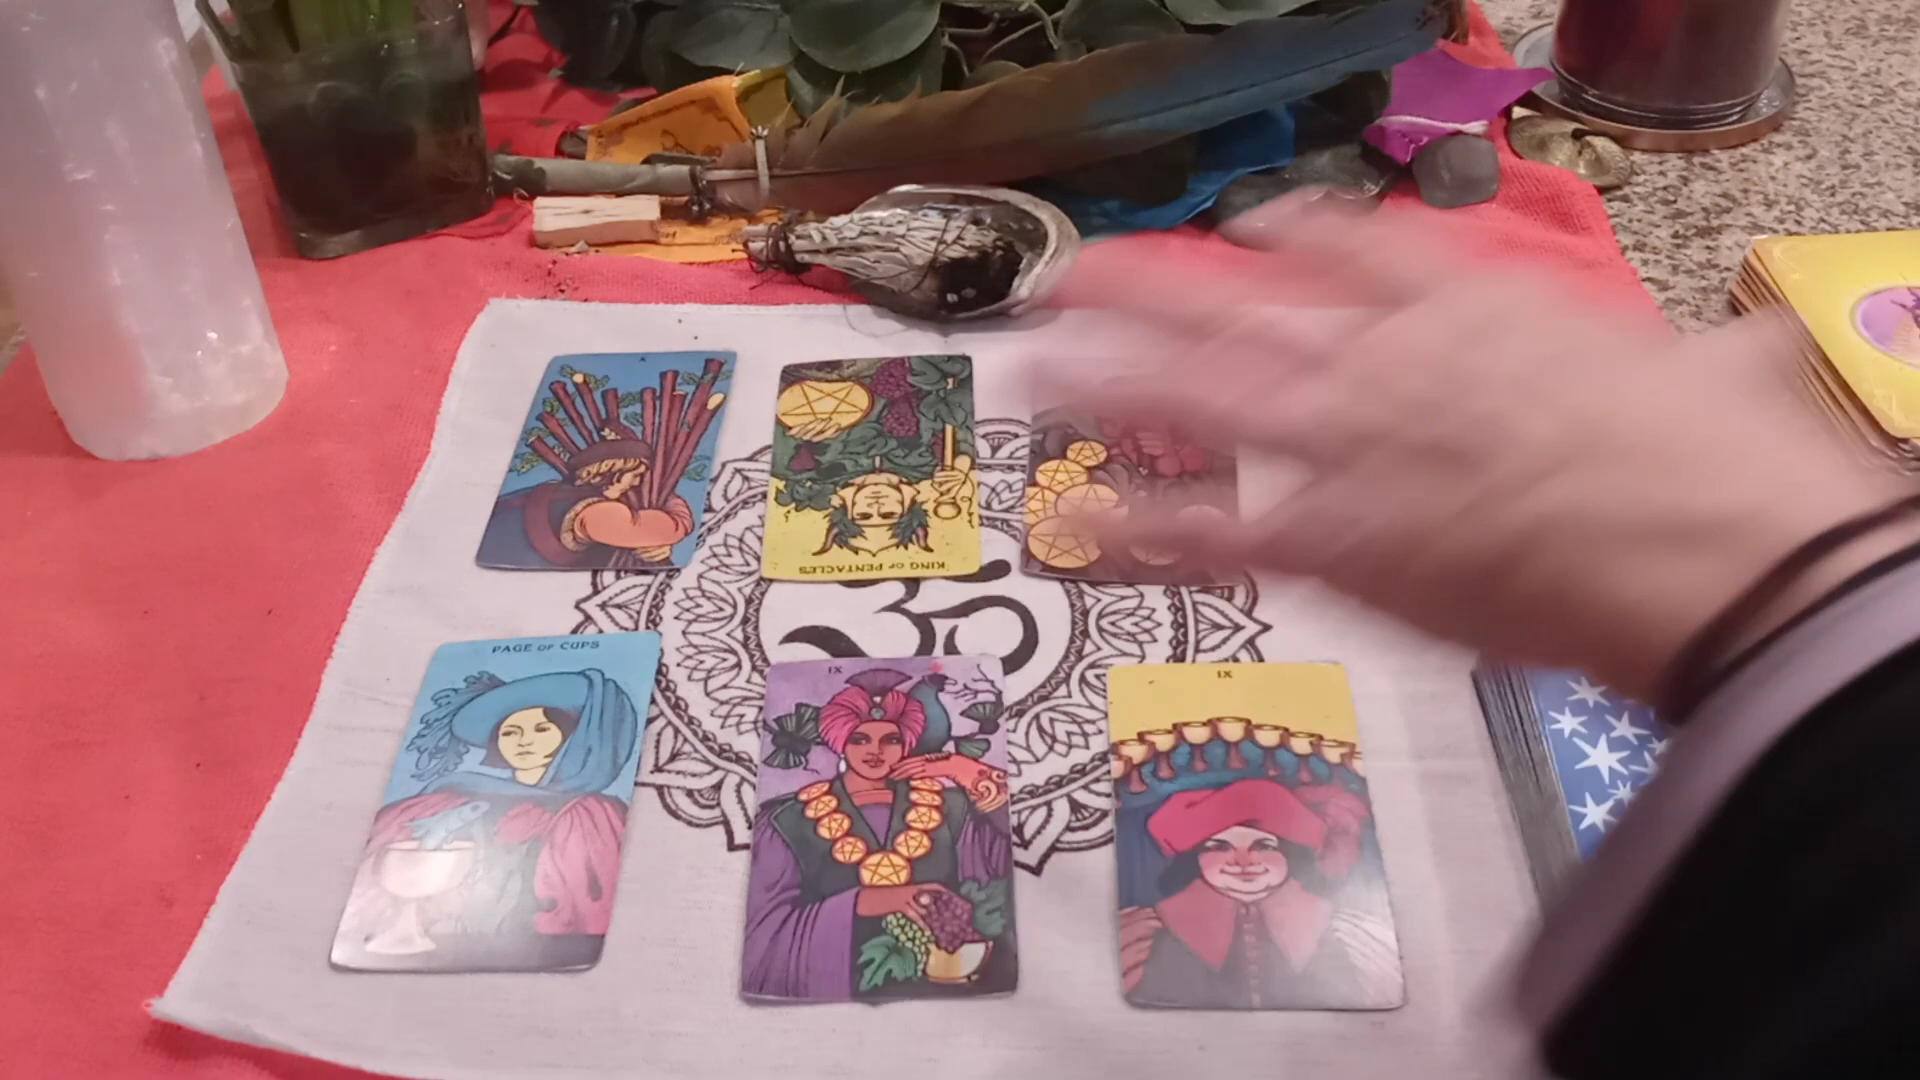 X
KING OF PENTACLES
ॐ
PAGE OF CUPS
IX
IX